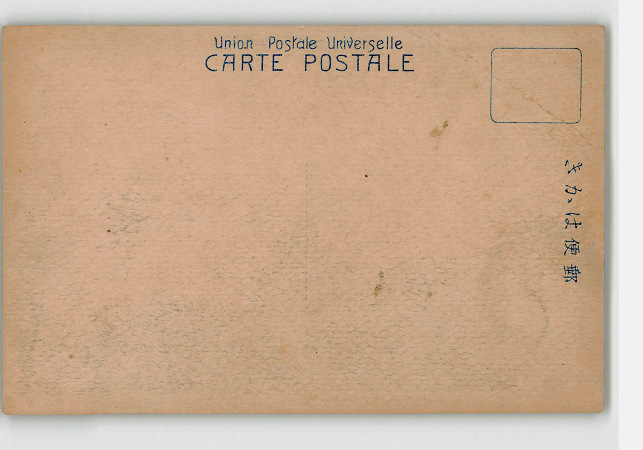 Union Postale Universelle
CARTE POSTALE
郵便はかき